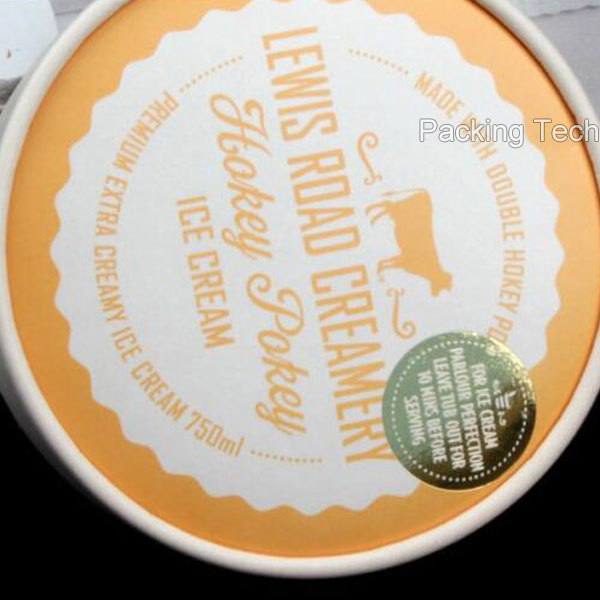 MADE WITH DOUBLE HOKEY
LEWIS ROAD CREAMERY
Hokey Pokey
ICE CREAM
PREMIUM EXTRA CREAMY ICE CREAM 750ml
FOR ICE CREAM
PARLOUR PERFECTION
LEAVE TUB OUT FOR
10 MINS BEFORE
SERVING
Packing Tech